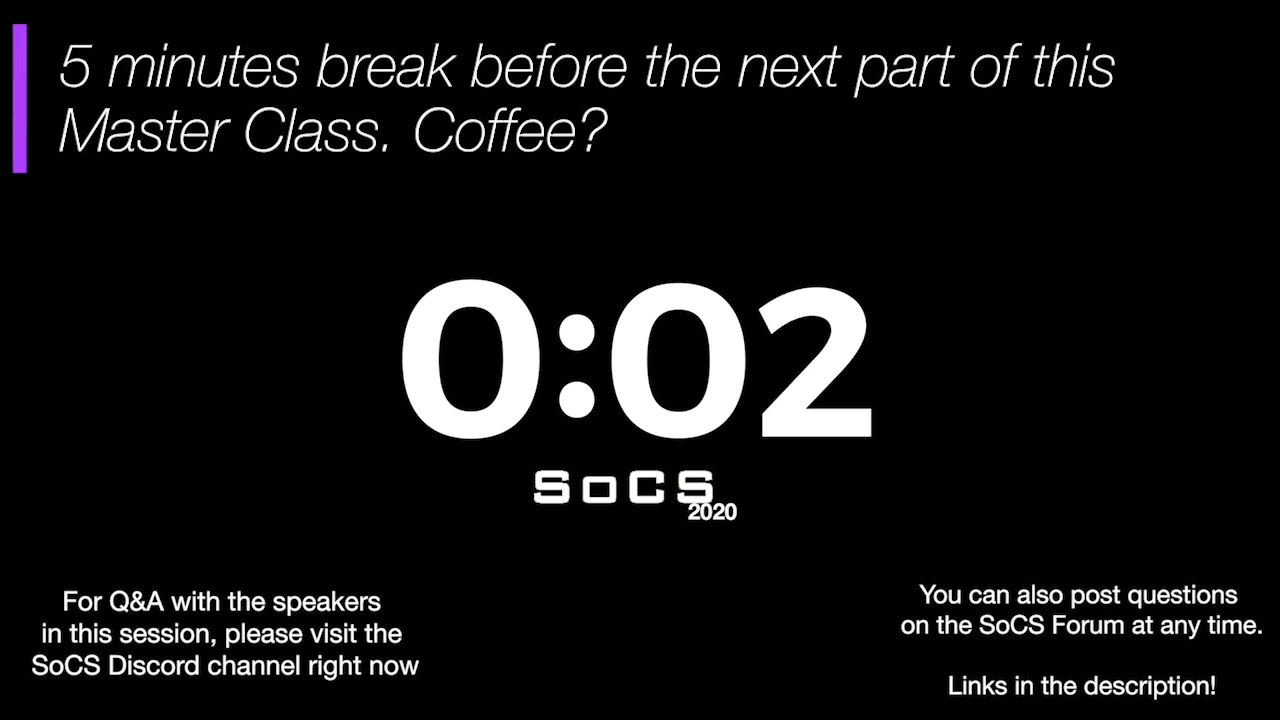 5 minutes break before the next part of this
Master Class. Coffee?
0:02
SoCS
2020
For Q&A with the speakers
in this session, please visit the
SoCS Discord channel right now
You can also post questions
on the SoCS Forum at any time.
Links in the description!